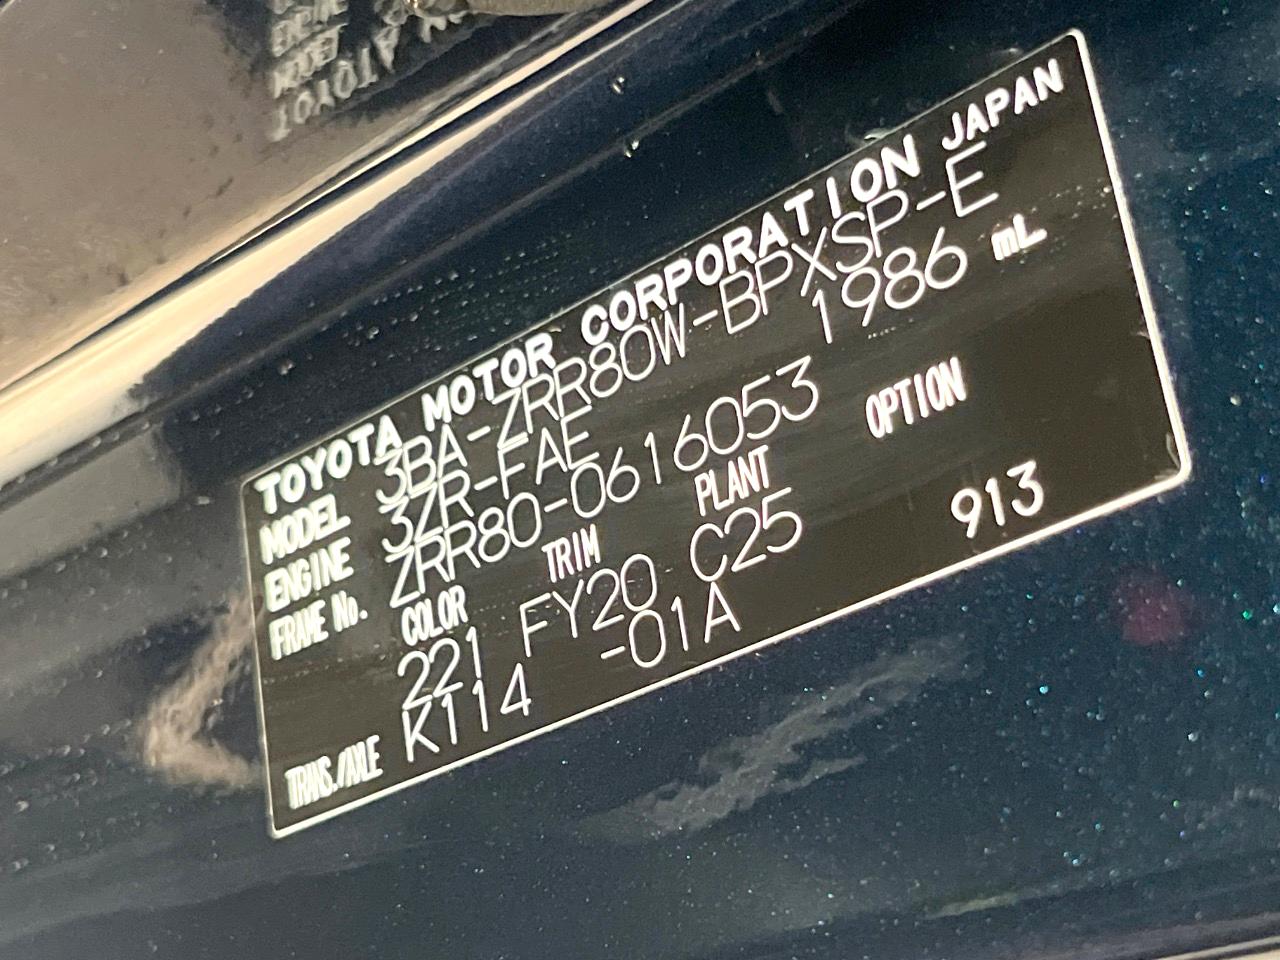 TOYOTA MOTOR CORPORATION JAPAN
MODEL 3BA-ZRR80W-BPXSP-E
ENGINE 3ZR-FAE 1986 mL
FRAME No. ZRR80-0616053
COLOR TRIM PLANT OPTION
221 FY20 C25 913
TRANS./AXLE K114 -01A